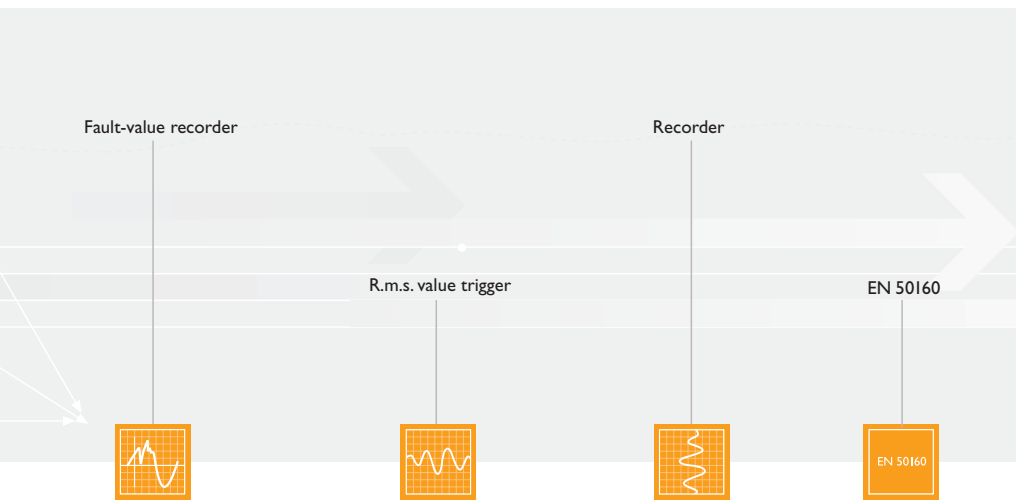 Fault-value recorder
Recorder
R.m.s. value trigger
EN 50160
EN 50160